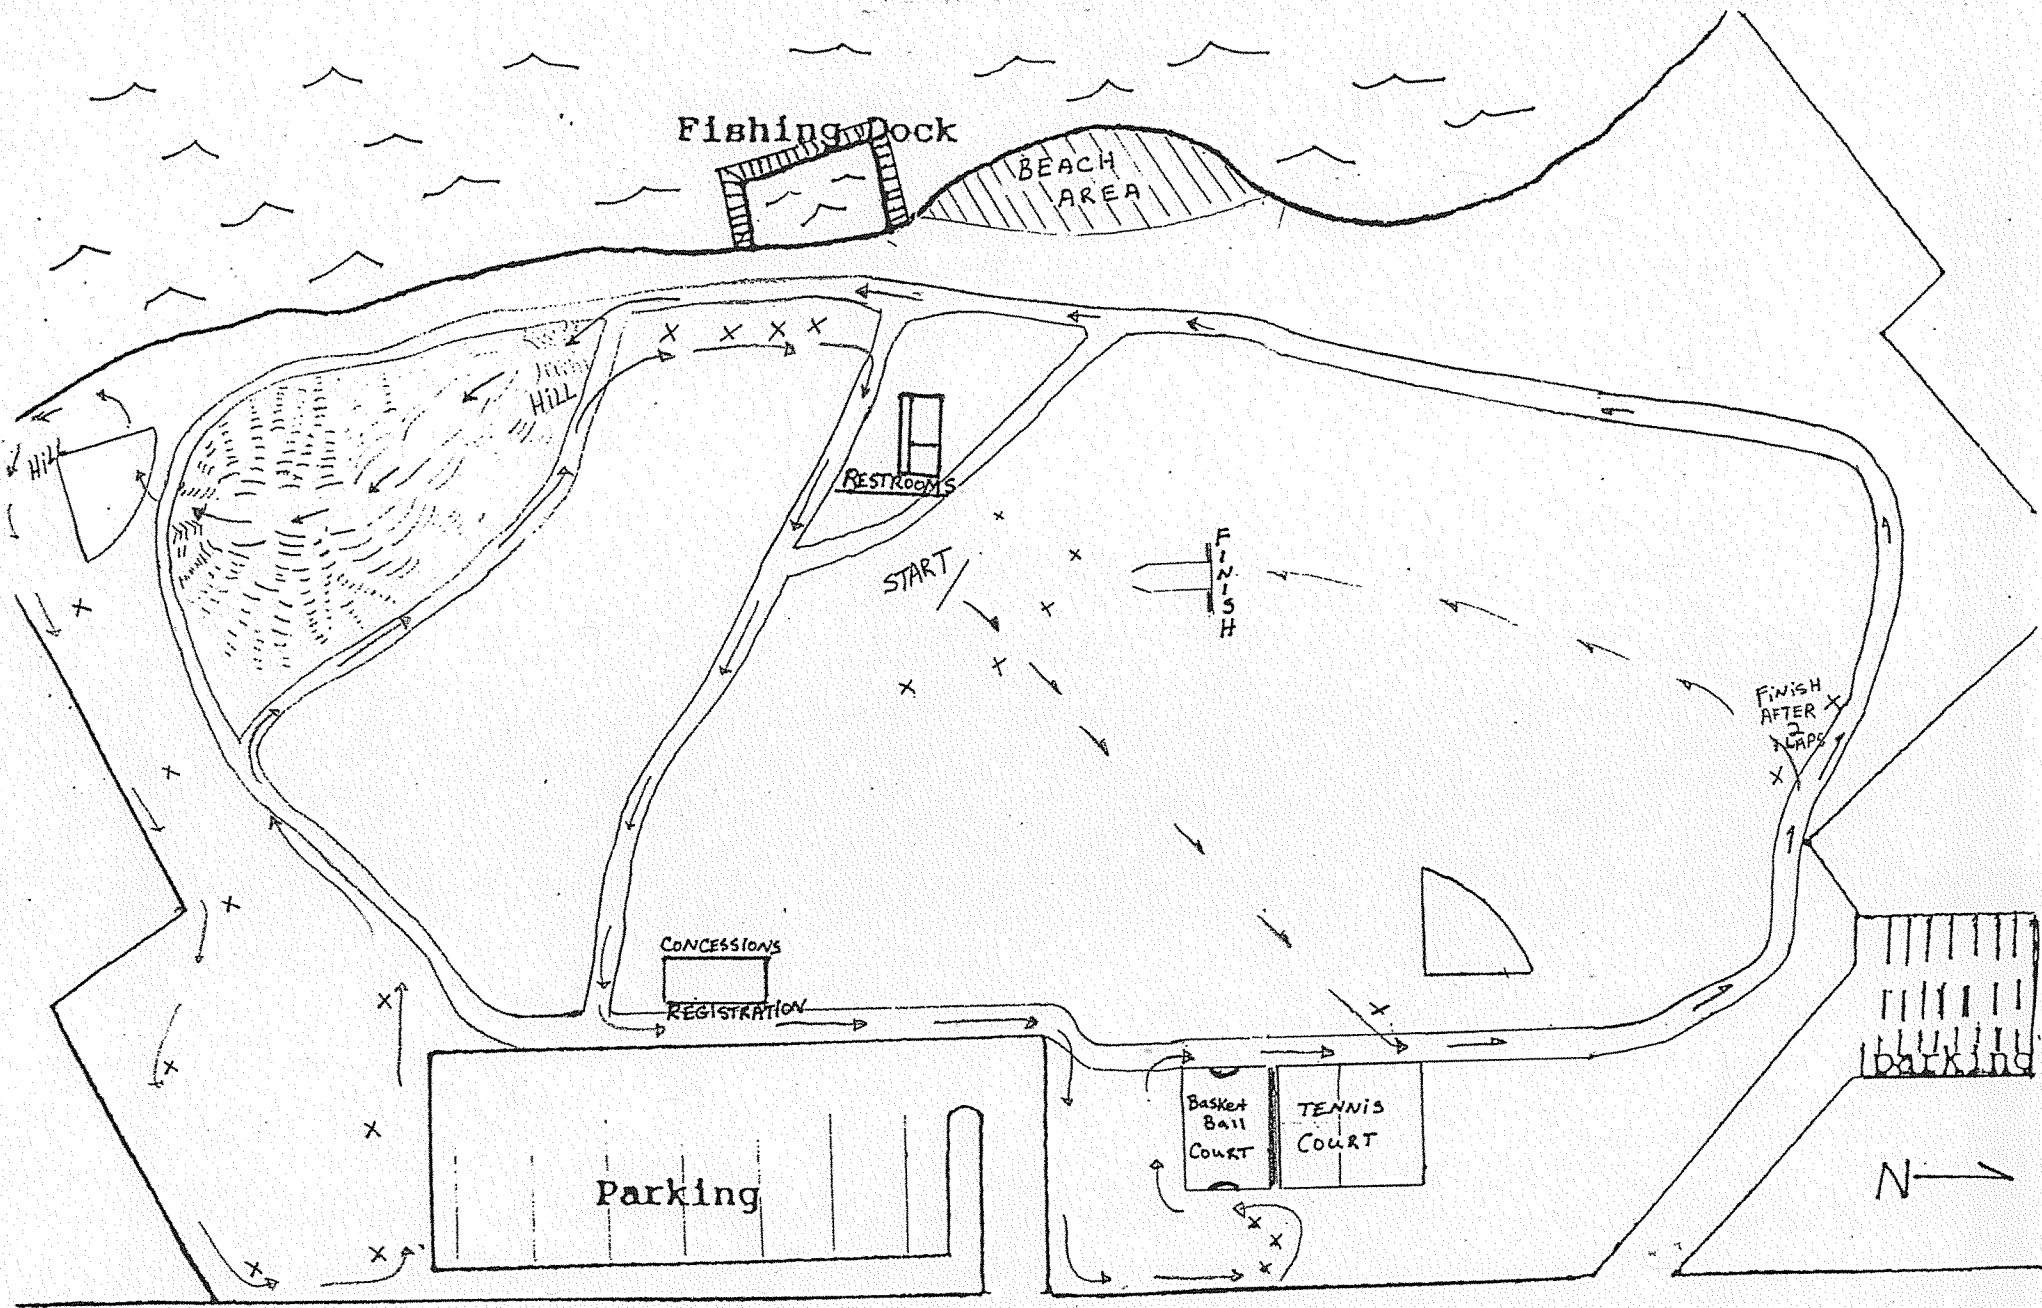 Fishing Dock
BEACH
AREA
HiLL
HiLL
RESTROOMS
START
FINISH
FiNiSH
AFTER
2
LAPS
CONCESSIONS
REGISTRATION
Parking
Basket
Ball
COURT
TENNiS
COURT
parking
N